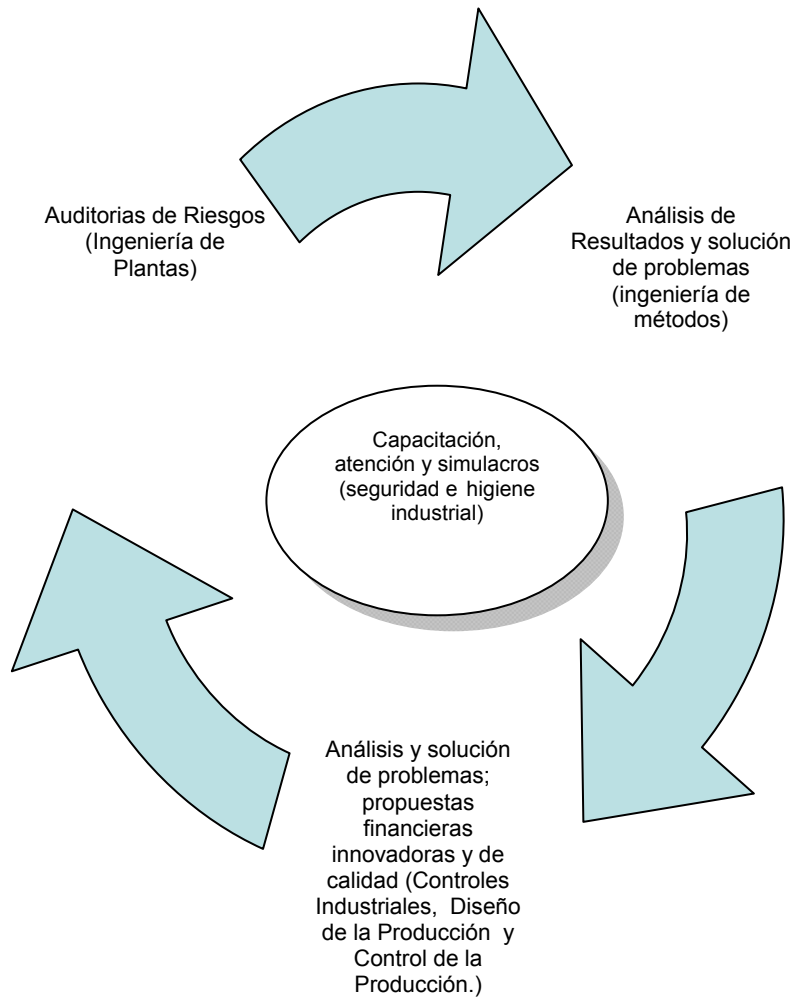 Auditorias de Riesgos
(Ingeniería de
Plantas)
Análisis de
Resultados y solución
de problemas
(ingeniería de
métodos)
Capacitación,
atención y simulacros
(seguridad e higiene
industrial)
Análisis y solución
de problemas;
propuestas
financieras
innovadoras y de
calidad (Controles
Industriales, Diseño
de la Producción y
Control de la
Producción.)